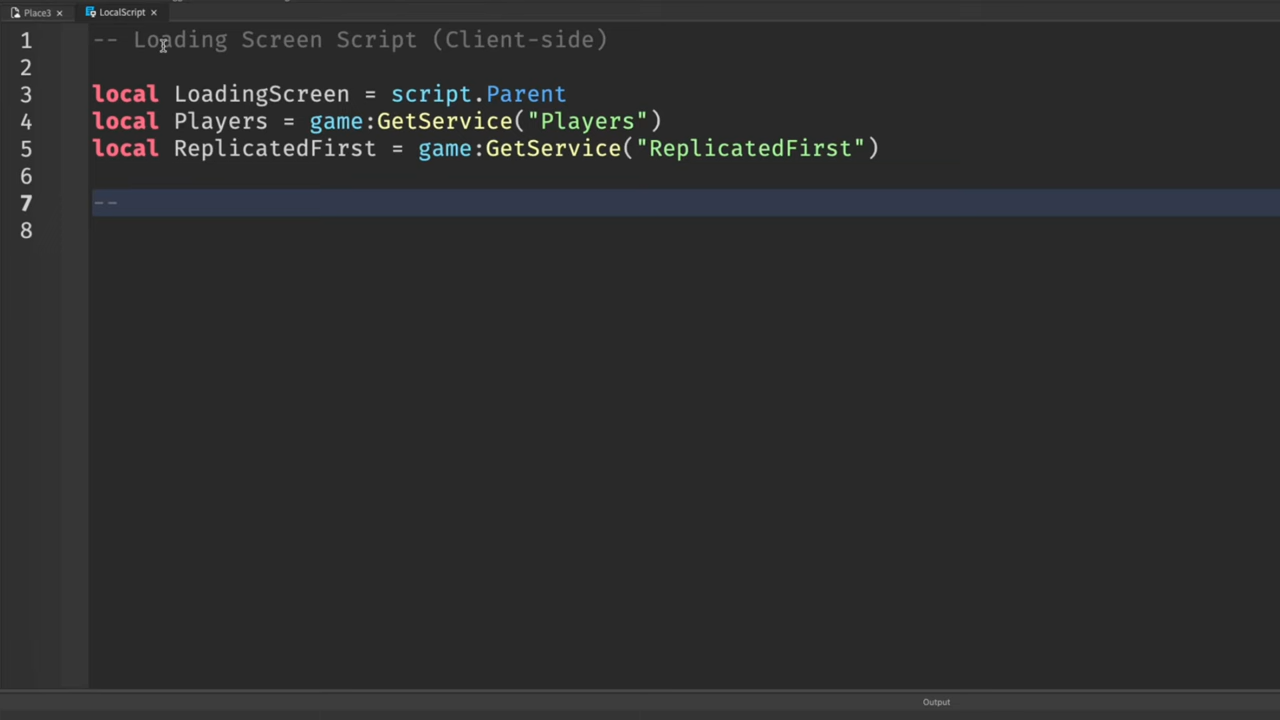 Place3 × LocalScript ×
1 -- Loading Screen Script (Client-side)
2
3 local LoadingScreen = script.Parent
4 local Players = game:GetService("Players")
5 local ReplicatedFirst = game:GetService("ReplicatedFirst")
6
7 --
8
Output